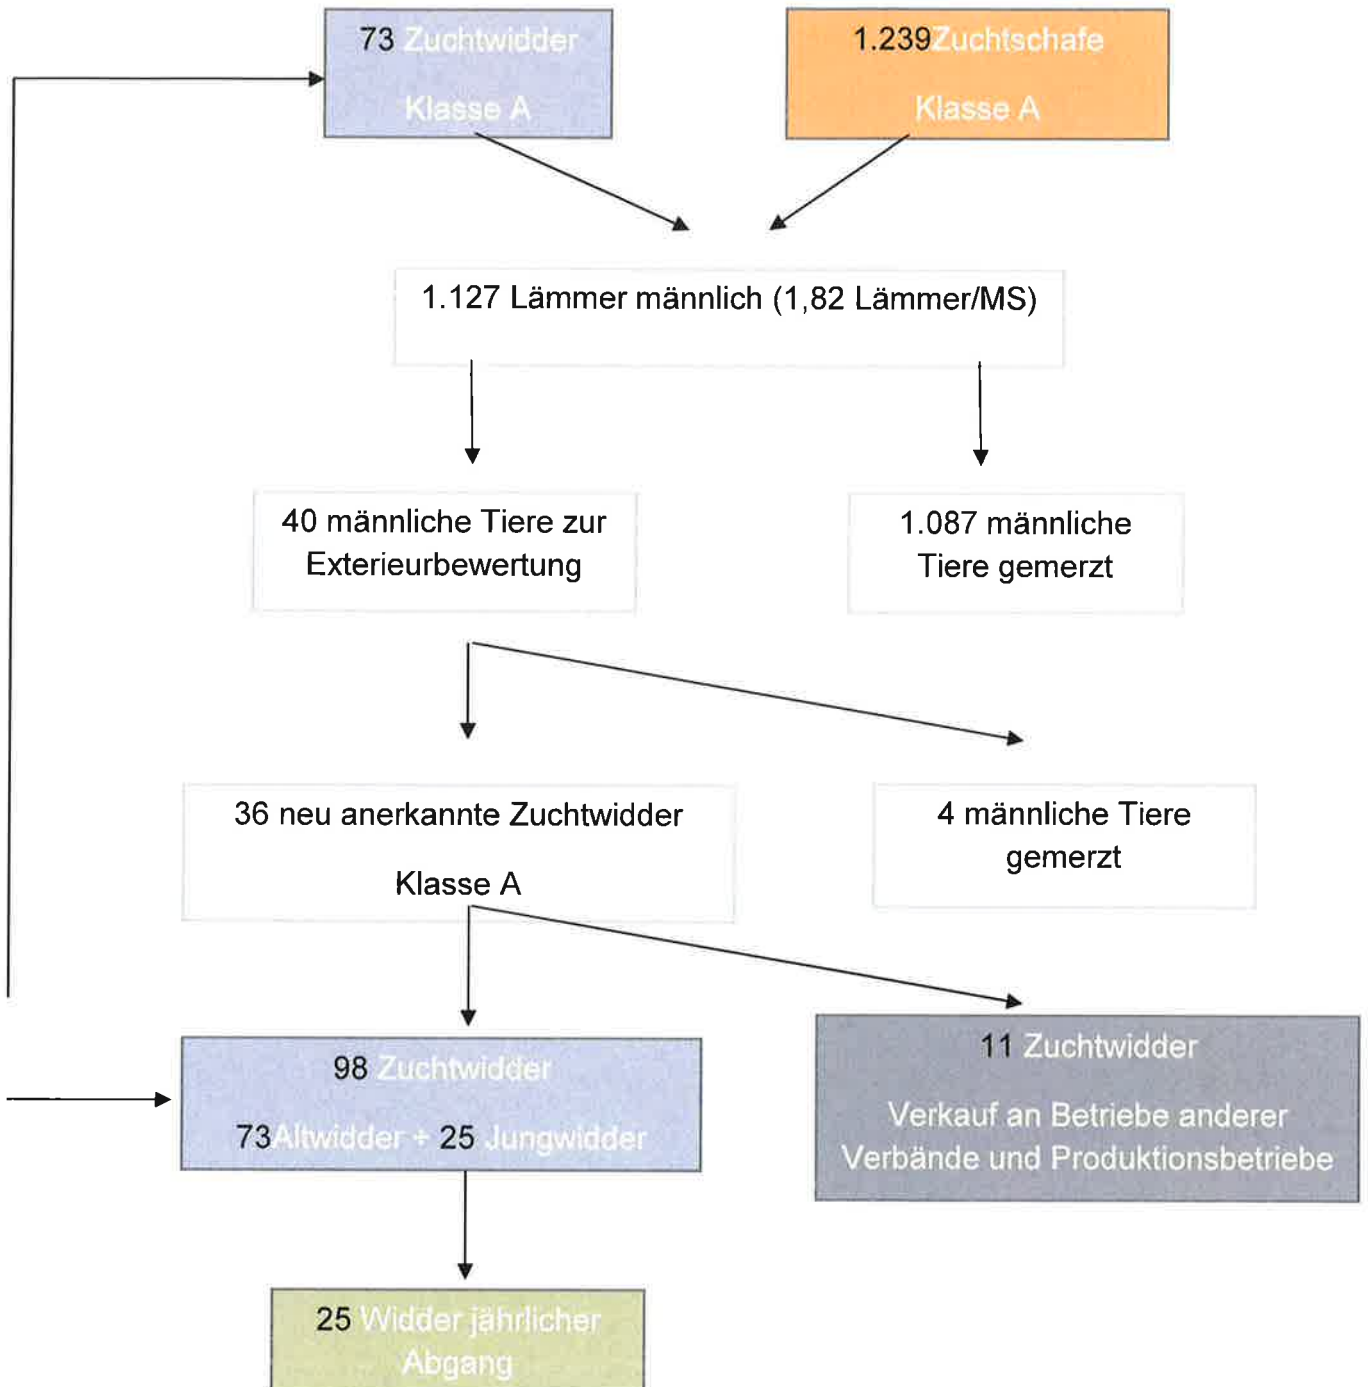 73 Zuchtwidder
Klasse A
1.239Zuchtschafe
Klasse A
1.127 Lämmer männlich (1,82 Lämmer/MS)
40 männliche Tiere zur
Exterieurbewertung
1.087 männliche
Tiere gemerzt
36 neu anerkannte Zuchtwidder
Klasse A
4 männliche Tiere
gemerzt
98 Zuchtwidder
73Altwidder + 25 Jungwidder
11 Zuchtwidder
Verkauf an Betriebe anderer
Verbände und Produktionsbetriebe
25 Widder jährlicher
Abgang